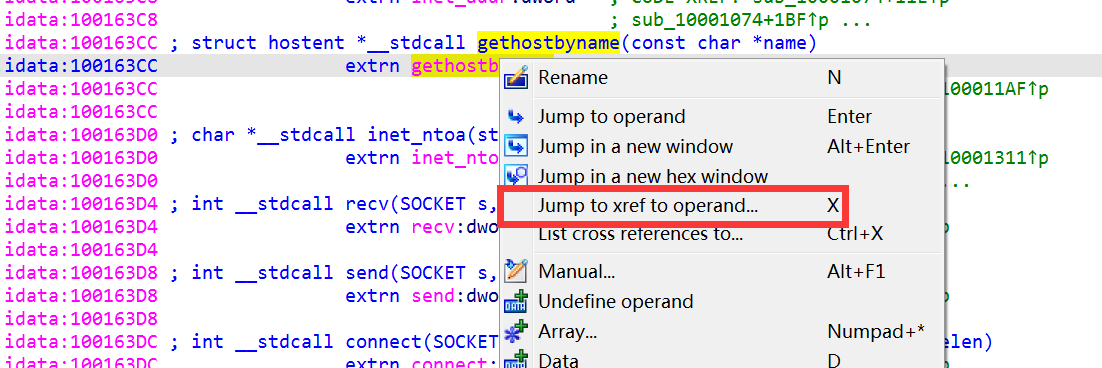 idata:100163C8 extrn inet_addr:dword ; CODE XREF: sub_10001074+11E↑p
idata:100163C8 ; sub_10001074+1BF↑p ...
idata:100163CC ; struct hostent *__stdcall gethostbyname(const char *name)
idata:100163CC extrn gethostb
Rename N
idata:100163CC 100011AF↑p
idata:100163CC
Jump to operand Enter
idata:100163D0 ; char *__stdcall inet_ntoa(st
Jump in a new window Alt+Enter
idata:100163D0 extrn inet_nto 10001311↑p
Jump in a new hex window
idata:100163D0 ...
idata:100163D4 ; int __stdcall recv(SOCKET s,
Jump to xref to operand... X
idata:100163D4 extrn recv:dwo p
List cross references to... Ctrl+X
idata:100163D4
idata:100163D8 ; int __stdcall send(SOCKET s,
Manual... Alt+F1
idata:100163D8 extrn send:dwo p
Undefine operand
idata:100163D8
Array... Numpad+*
idata:100163DC ; int __stdcall connect(SOCKET elen)
idata:100163DC extrn connect: p
Data D